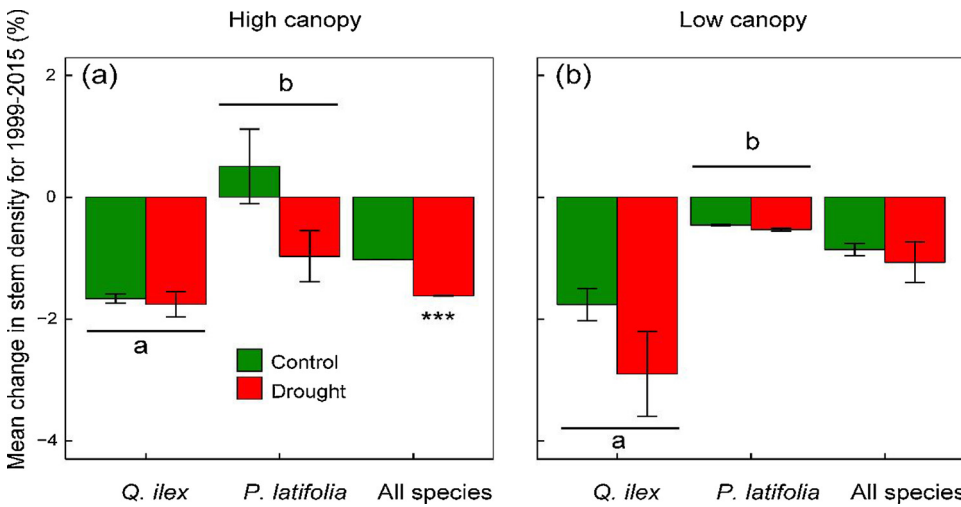 High canopy
Low canopy
Mean change in stem density for 1999-2015 (%)
(a)
(b)
2
0
−2
−4
b
a
***
Control
Drought
b
a
Q. ilex
P. latifolia
All species
Q. ilex
P. latifolia
All species